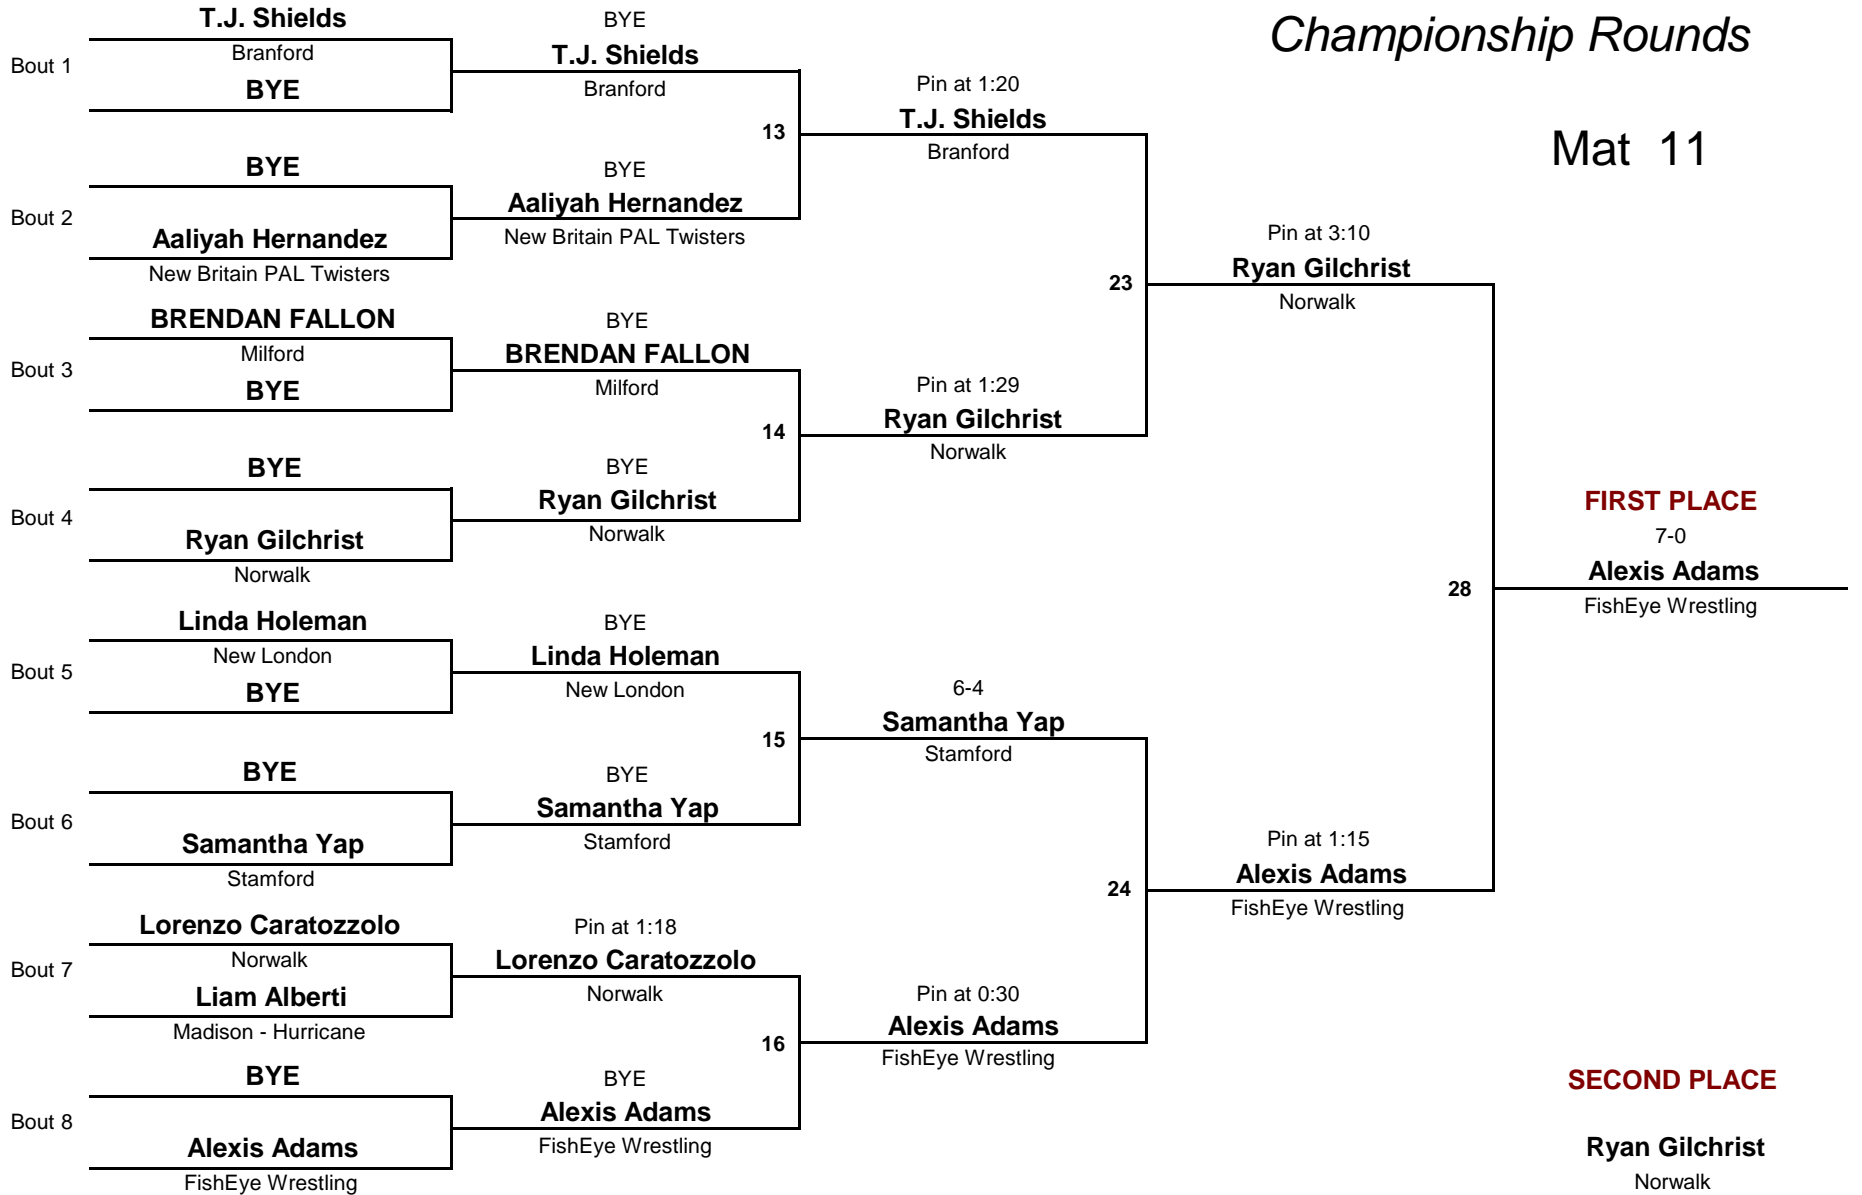 Championship Rounds
Mat 11
Bout 1
T.J. Shields
Branford
BYE
Bout 2
BYE
Aaliyah Hernandez
New Britain PAL Twisters
Bout 3
BRENDAN FALLON
Milford
BYE
Bout 4
BYE
Ryan Gilchrist
Norwalk
Bout 5
Linda Holeman
New London
BYE
Bout 6
BYE
Samantha Yap
Stamford
Bout 7
Lorenzo Caratozzolo
Norwalk
Liam Alberti
Madison - Hurricane
Bout 8
BYE
Alexis Adams
FishEye Wrestling
BYE
T.J. Shields
Branford
13
BYE
Aaliyah Hernandez
New Britain PAL Twisters
BYE
BRENDAN FALLON
Milford
14
BYE
Ryan Gilchrist
Norwalk
BYE
Linda Holeman
New London
15
BYE
Samantha Yap
Stamford
Pin at 1:18
Lorenzo Caratozzolo
Norwalk
16
BYE
Alexis Adams
FishEye Wrestling
Pin at 1:20
T.J. Shields
Branford
23
Pin at 1:29
Ryan Gilchrist
Norwalk
6-4
Samantha Yap
Stamford
24
Pin at 0:30
Alexis Adams
FishEye Wrestling
Pin at 3:10
Ryan Gilchrist
Norwalk
28
Pin at 1:15
Alexis Adams
FishEye Wrestling
FIRST PLACE
7-0
Alexis Adams
FishEye Wrestling
SECOND PLACE
Ryan Gilchrist
Norwalk